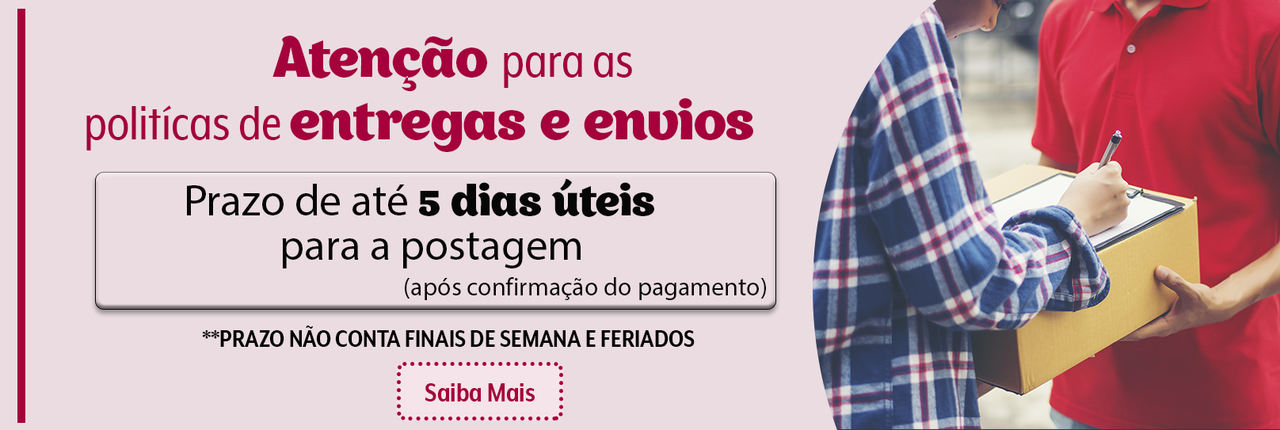 Atenção para as
politícas de entregas e envios
Prazo de até 5 dias úteis
para a postagem
(após confirmação do pagamento)
**PRAZO NÃO CONTA FINAIS DE SEMANA E FERIADOS
Saiba Mais